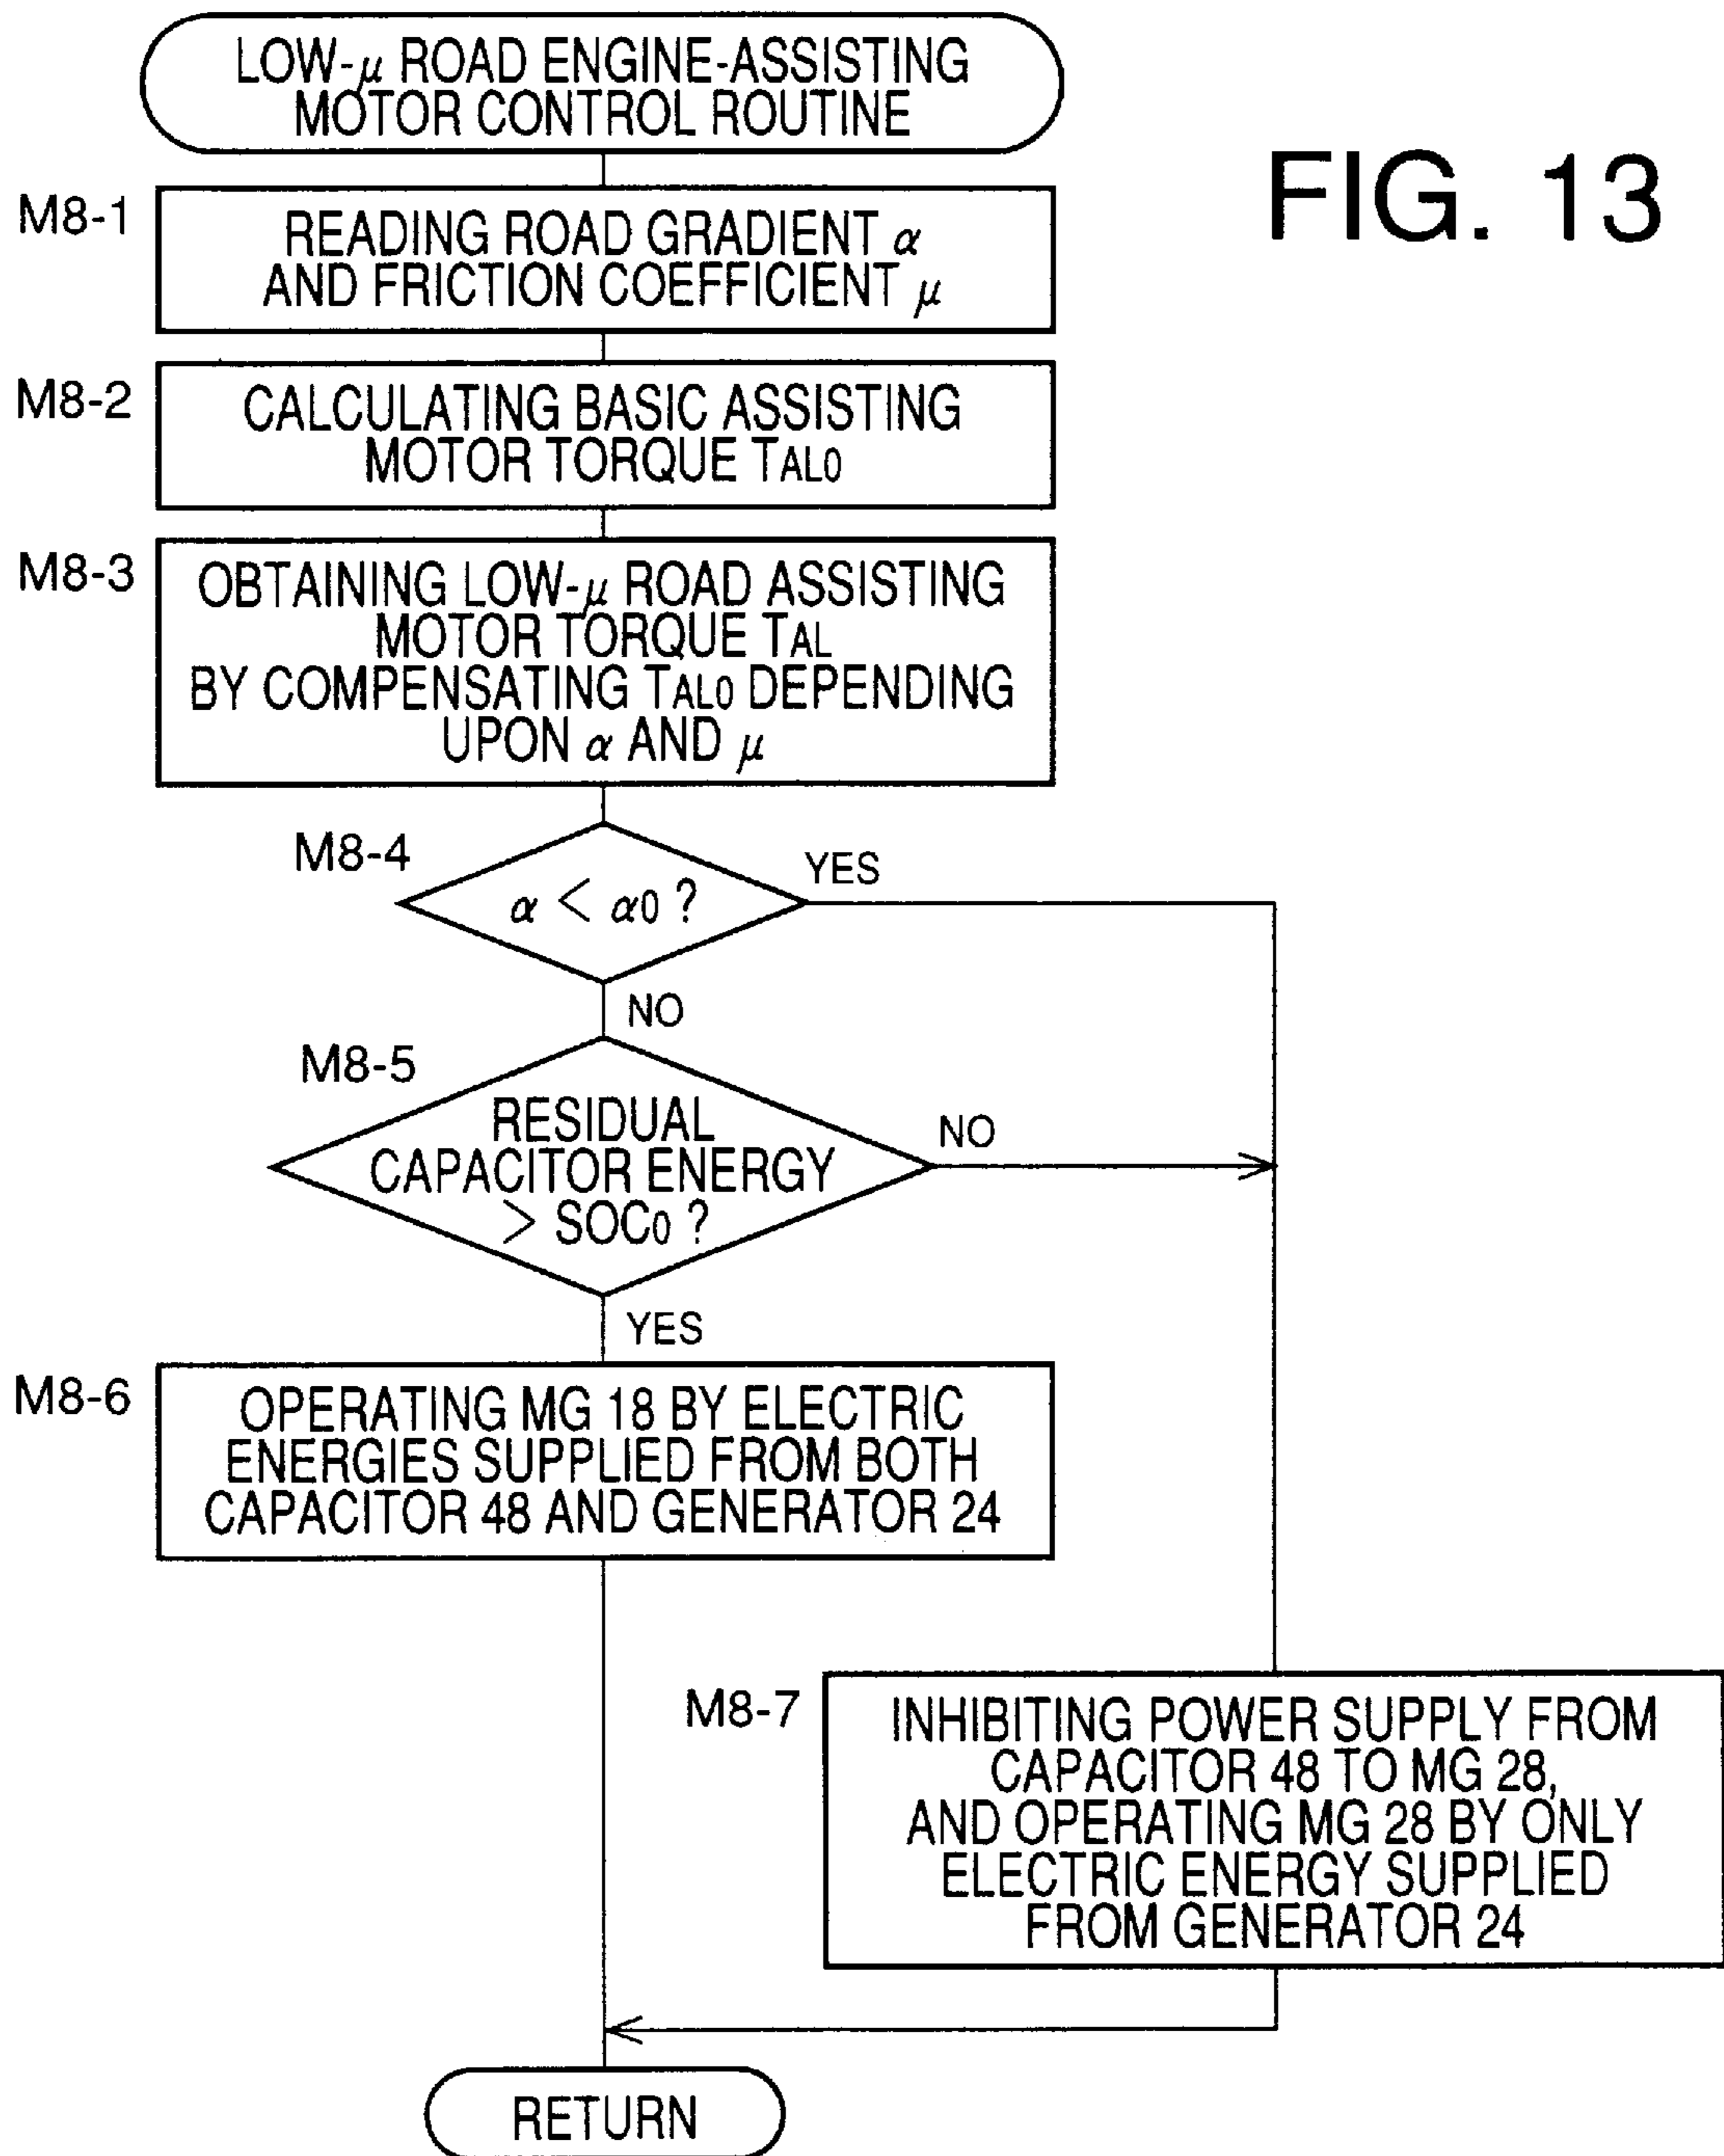 LOW-μ ROAD ENGINE-ASSISTING
MOTOR CONTROL ROUTINE
FIG. 13
M8-1
READING ROAD GRADIENT α
AND FRICTION COEFFICIENT μ
M8-2
CALCULATING BASIC ASSISTING
MOTOR TORQUE TAL0
M8-3
OBTAINING LOW-μ ROAD ASSISTING
MOTOR TORQUE TAL
BY COMPENSATING TAL0 DEPENDING
UPON α AND μ
M8-4
α < α0 ?
YES
NO
M8-5
RESIDUAL
CAPACITOR ENERGY
> SOC0 ?
NO
YES
M8-6
OPERATING MG 18 BY ELECTRIC
ENERGIES SUPPLIED FROM BOTH
CAPACITOR 48 AND GENERATOR 24
M8-7
INHIBITING POWER SUPPLY FROM
CAPACITOR 48 TO MG 28,
AND OPERATING MG 28 BY ONLY
ELECTRIC ENERGY SUPPLIED
FROM GENERATOR 24
RETURN